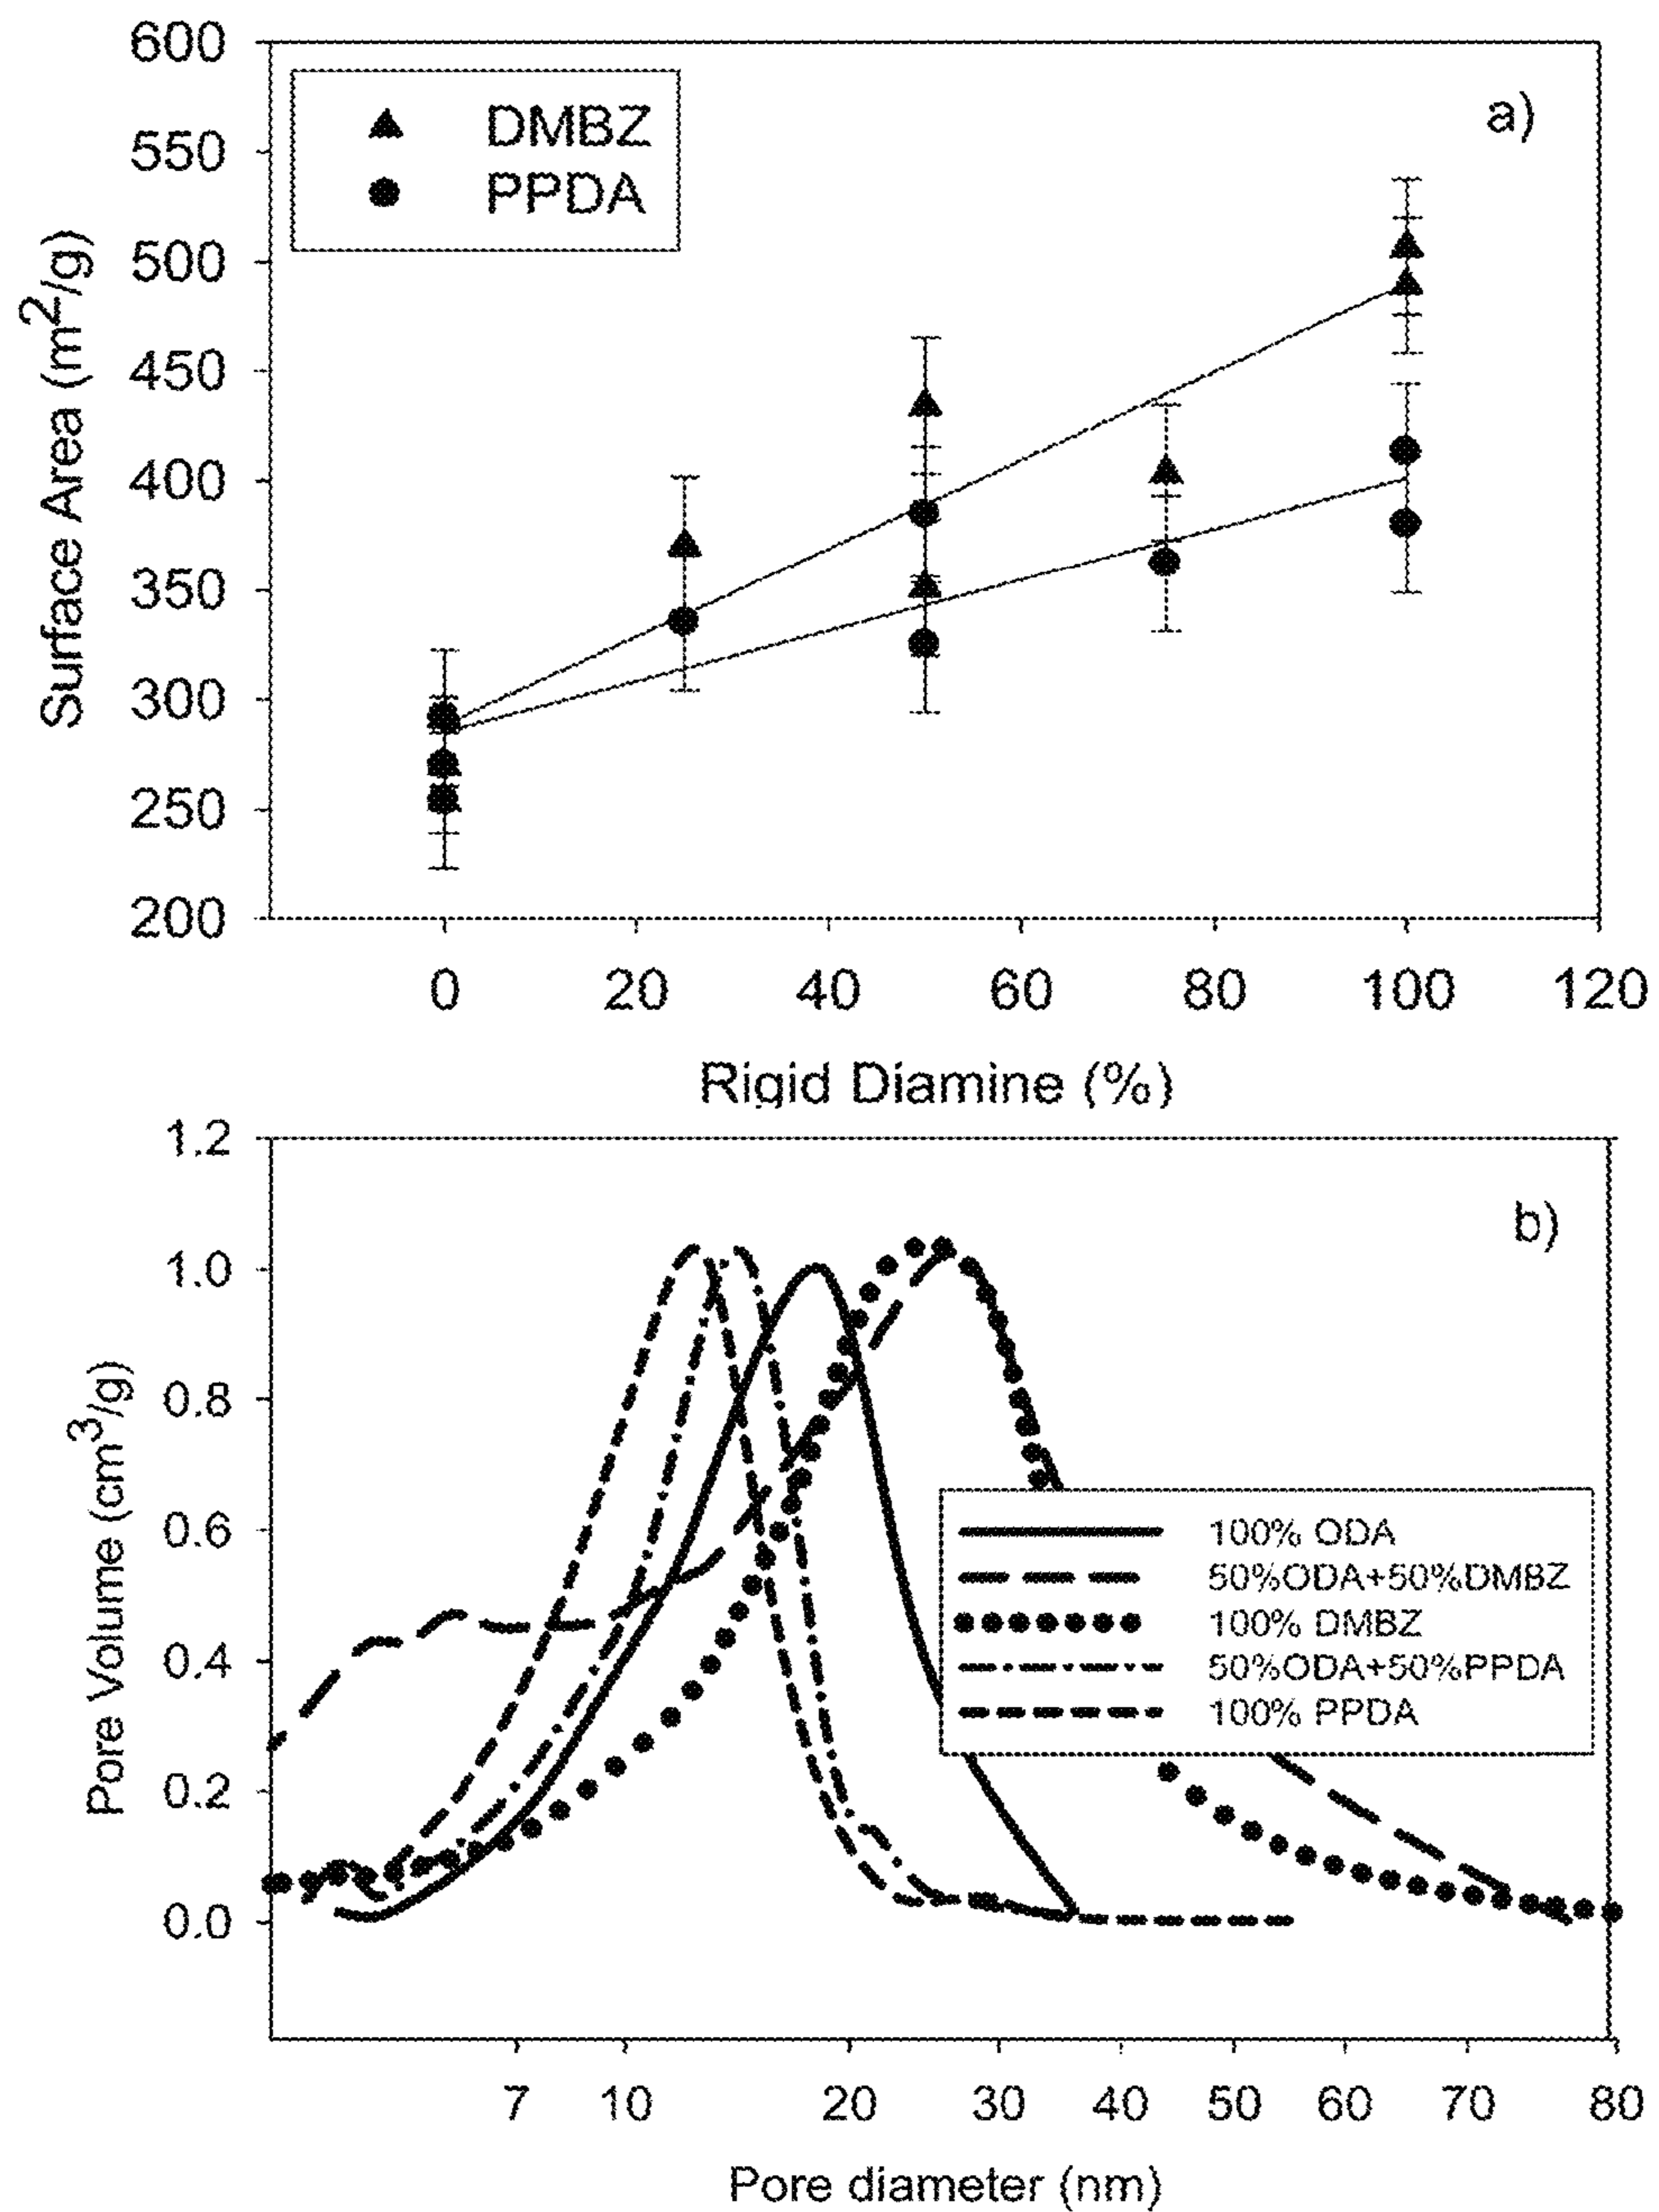 600
550
500
450
400
350
300
250
200
Surface Area (m²/g)
DMBZ
PPDA
a)
0 20 40 60 80 100 120
Rigid Diamine (%)
1.2
1.0
0.8
0.6
0.4
0.2
0.0
Pore Volume (cm³/g)
b)
100% ODA
50%ODA+50%DMBZ
100% DMBZ
50%ODA+50%PPDA
100% PPDA
7 10 20 30 40 50 60 70 80
Pore diameter (nm)